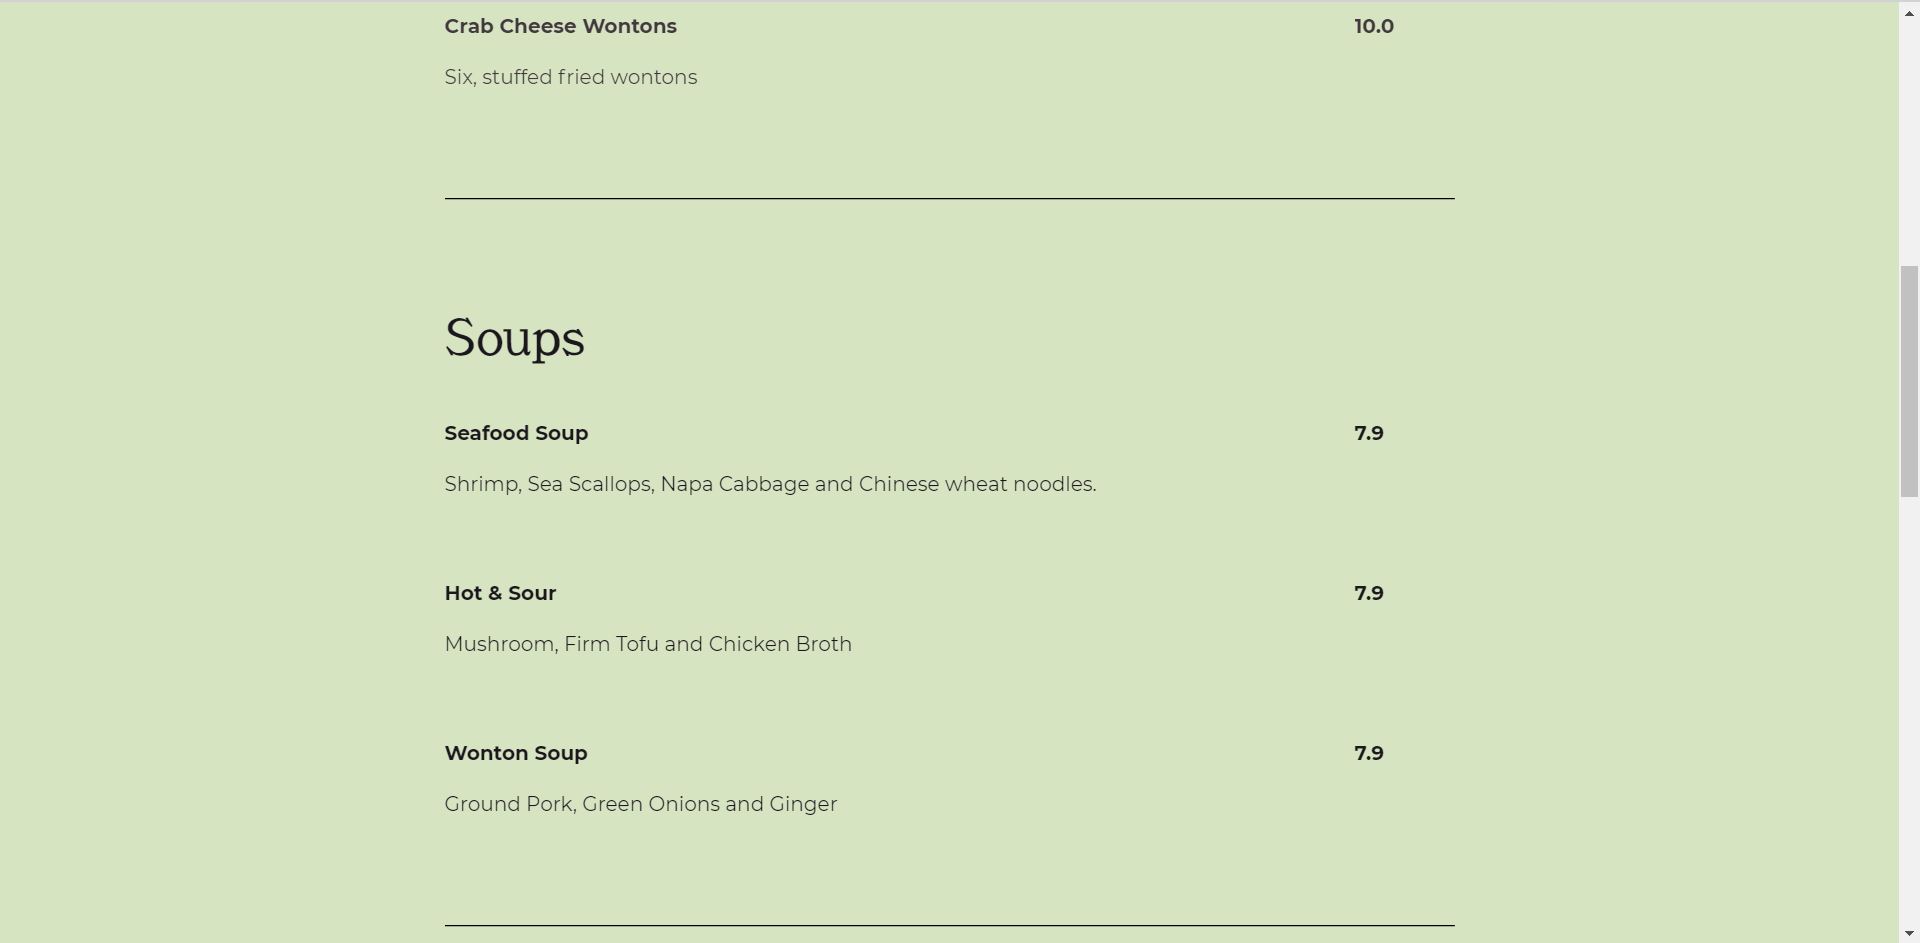 Crab Cheese Wontons 10.0
Six, stuffed fried wontons
Soups
Seafood Soup 7.9
Shrimp, Sea Scallops, Napa Cabbage and Chinese wheat noodles.
Hot & Sour 7.9
Mushroom, Firm Tofu and Chicken Broth
Wonton Soup 7.9
Ground Pork, Green Onions and Ginger